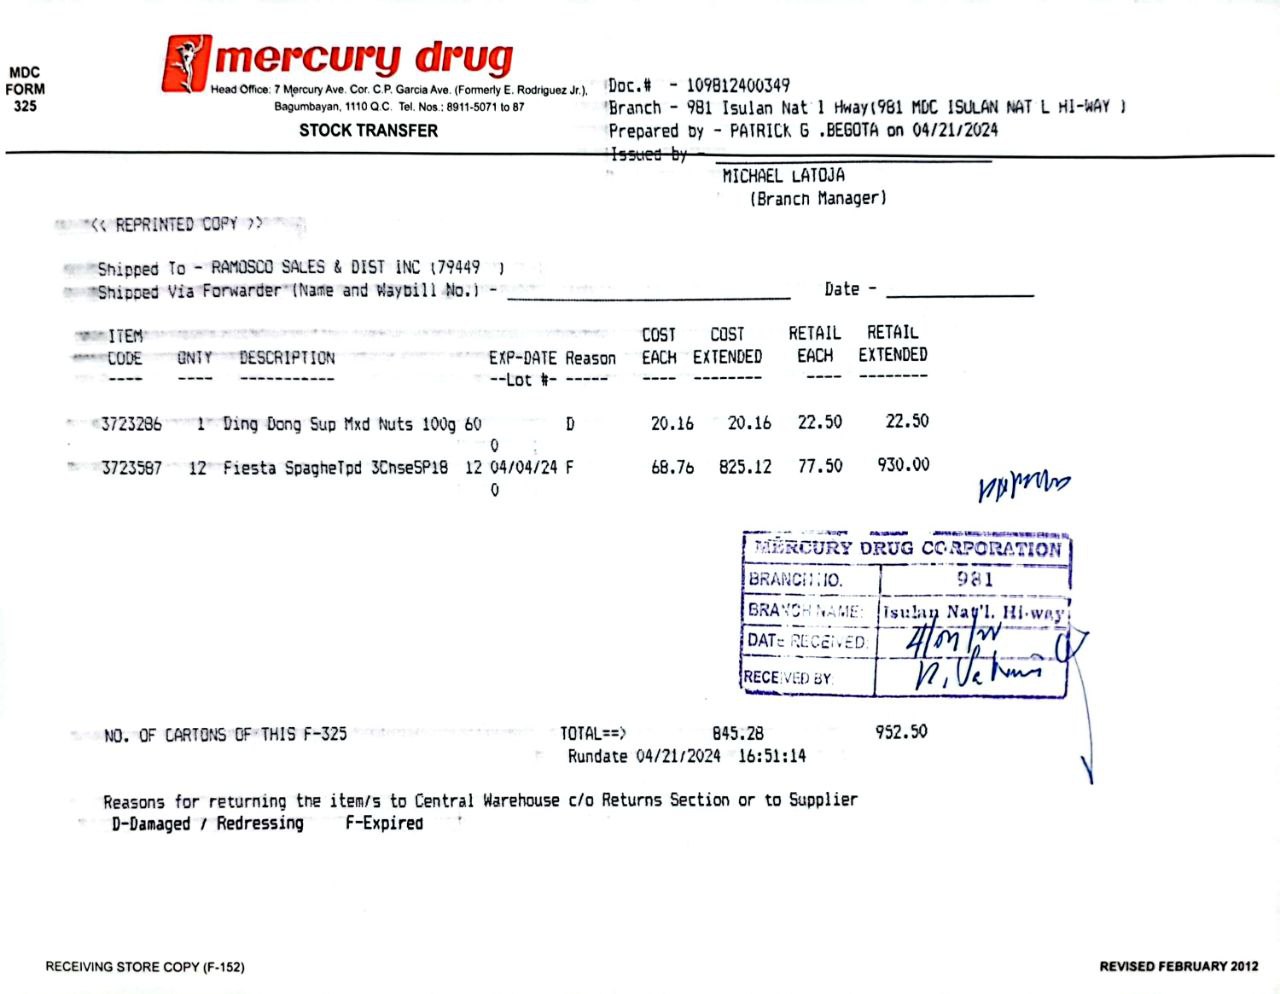 MDC
FORM
325
mercury drug
Head Office: 7 Mercury Ave. Cor. C.P. Garcia Ave. (Formerly E. Rodriguez Jr.),
Bagumbayan, 1110 Q.C. Tel. Nos.: 8911-5071 to 87
STOCK TRANSFER
Doc.# - 109812400349
Branch - 981 Isulan Nat'l Hway(981 MDC ISULAN NAT L HI-WAY )
Prepared by - PATRICK G .BEGOTA on 04/21/2024
Issued by -
MICHAEL LATOJA
(Branch Manager)
<< REPRINTED COPY >>
Shipped To - RAMOSCO SALES & DIST INC (79449 )
Shipped Via Forwarder (Name and Waybill No.) - Date -
ITEM COST COST RETAIL RETAIL
CODE QNTY DESCRIPTION EXP-DATE Reason EACH EXTENDED EACH EXTENDED
---- ---- ----------- --Lot #- ----- ---- -------- ---- --------
3723286 1 Ding Dong Sup Mxd Nuts 100g 60 D 20.16 20.16 22.50 22.50
0
3723587 12 Fiesta SpagheTpd 3ChseSP18 12 04/04/24 F 68.76 825.12 77.50 930.00
0
MERCURY DRUG CORPORATION
BRANCH NO. 981
BRANCH NAME: Isulan Nat'l. Hi-way
DATE RECEIVED:
RECEIVED BY:
NO. OF CARTONS OF THIS F-325 TOTAL==> 845.28 952.50
Rundate 04/21/2024 16:51:14
Reasons for returning the item/s to Central Warehouse c/o Returns Section or to Supplier
D-Damaged / Redressing F-Expired
RECEIVING STORE COPY (F-152)
REVISED FEBRUARY 2012